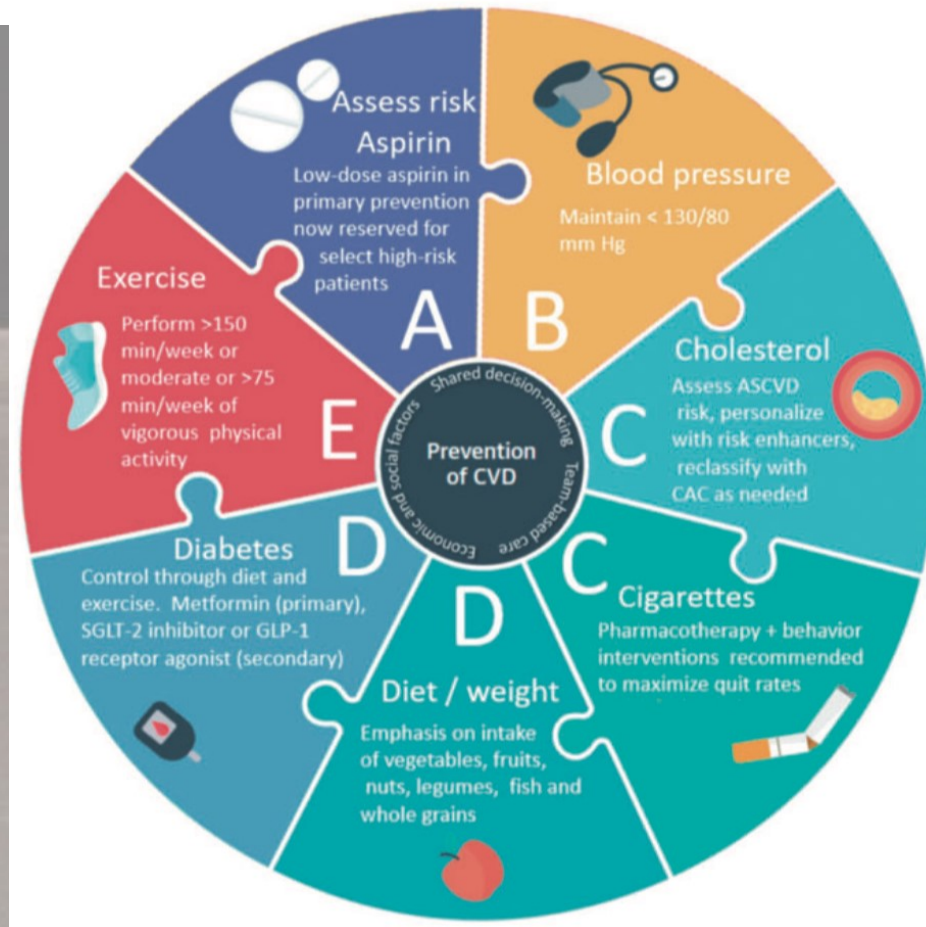 Assess risk
Aspirin
Low-dose aspirin in
primary prevention
now reserved for
select high-risk
patients
A
Blood pressure
Maintain < 130/80
mm Hg
B
Cholesterol
Assess ASCVD
risk, personalize
with risk enhancers,
reclassify with
CAC as needed
C
Cigarettes
Pharmacotherapy + behavior
interventions recommended
to maximize quit rates
C
Diet / weight
Emphasis on intake
of vegetables, fruits,
nuts, legumes, fish and
whole grains
D
Diabetes
Control through diet and
exercise. Metformin (primary),
SGLT-2 inhibitor or GLP-1
receptor agonist (secondary)
D
Exercise
Perform >150
min/week or
moderate or >75
min/week of
vigorous physical
activity
E
Prevention
of CVD
Shared decision-making
Team-based care
Economic and social factors